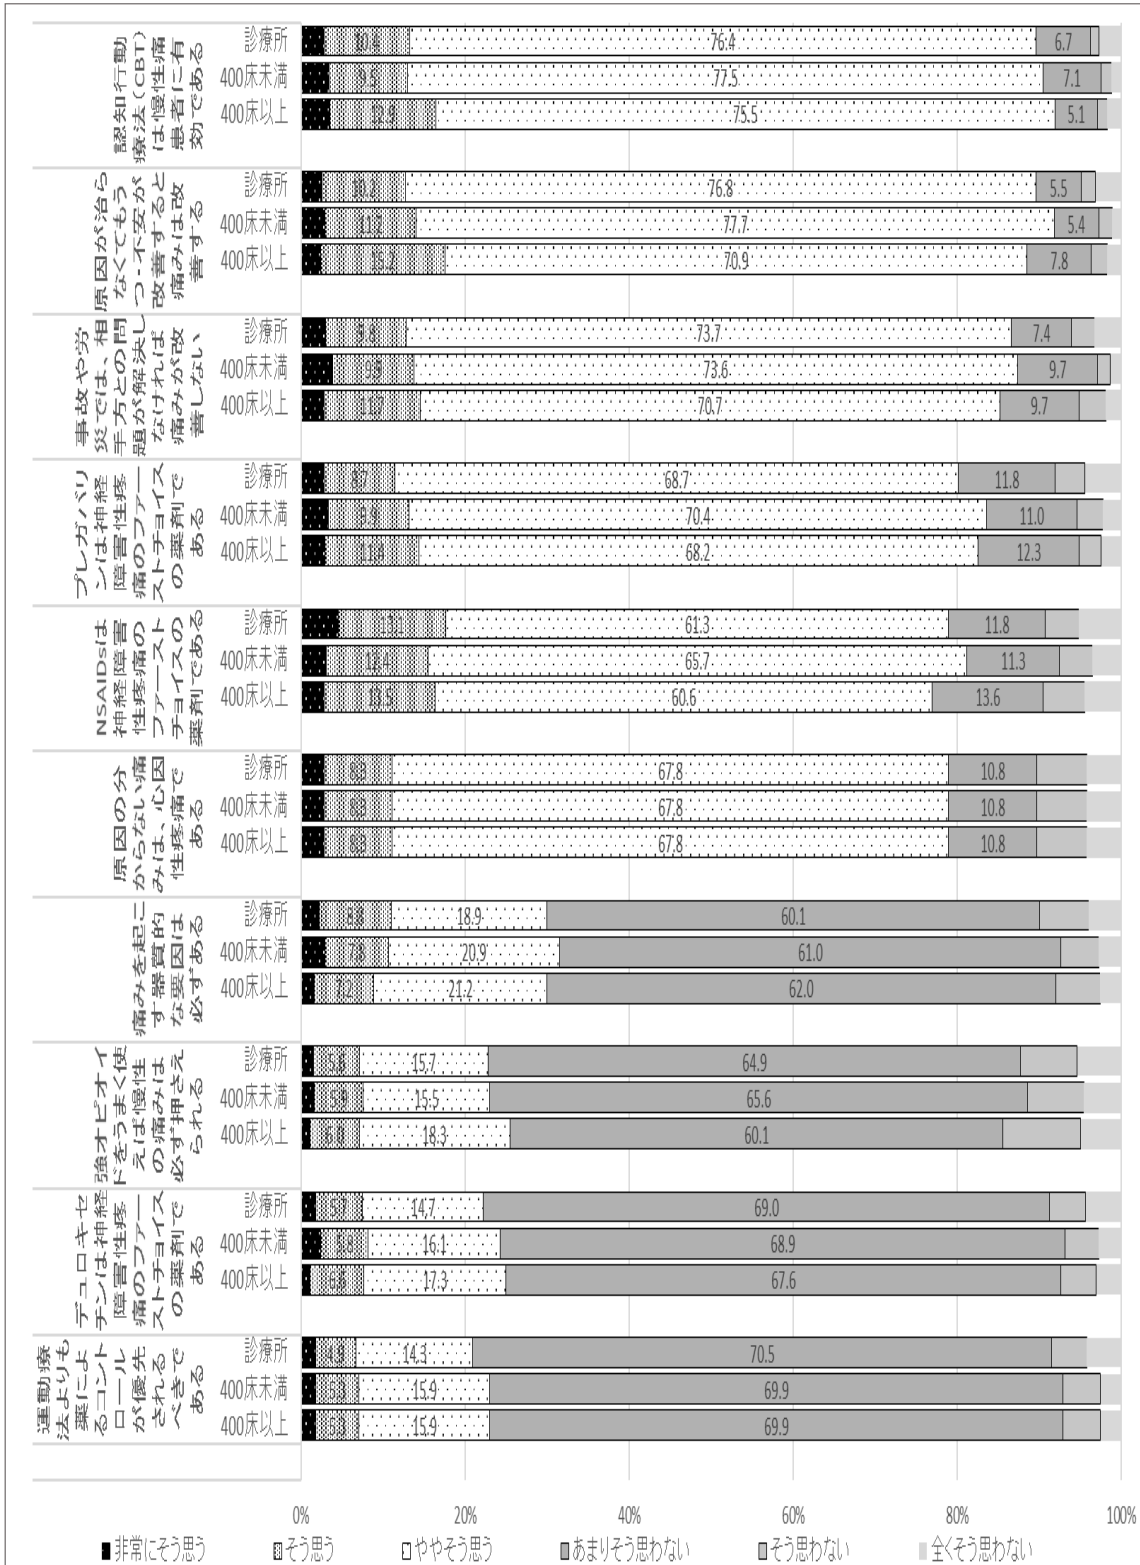 認知行動
療法(CBT)
は慢性痛
患者に有
効である
診療所 10.4 76.4 6.7
400床未満 9.5 77.5 7.1
400床以上 12.9 75.5 5.1
原因が治ら
なくてもう
つ・不安が
改善すると
痛みは改
善する
診療所 10.2 76.8 5.5
400床未満 77.7 5.4
400床以上 15.2 70.9 7.8
事故や労
災では、相
手方との問
題が解決し
なければ
痛みが改
善しない
診療所 9.8 73.7 7.4
400床未満 73.6 9.7
400床以上 11.7 70.7 9.7
プレガバリ
ンは神経
障害性疼
痛のファー
ストチョイス
の薬剤で
ある
診療所 8.7 68.7 11.8
400床未満 9.9 70.4 11.0
400床以上 68.2 12.3
NSAIDsは
神経障害
性疼痛の
ファースト
チョイスの
薬剤である
診療所 13.1 61.3 11.8
400床未満 12.4 65.7 11.3
400床以上 13.5 60.6 13.6
原因の分
からない痛
みは、心因
性疼痛で
ある
診療所 8.3 67.8 10.8
400床未満 8.3 67.8 10.8
400床以上 8.3 67.8 10.8
痛みを起こ
す器質的
な要因は
必ずある
診療所 8.8 18.9 60.1
400床未満 7.8 20.9 61.0
400床以上 7.2 21.2 62.0
強オピオイ
ドをうまく使
えば慢性
の痛みは
必ず押さえ
られる
診療所 5.6 15.7 64.9
400床未満 5.9 15.5 65.6
400床以上 6.0 18.3 60.1
デュロキセ
チンは神経
障害性疼
痛のファー
ストチョイス
の薬剤で
ある
診療所 5.7 14.7 69.0
400床未満 5.8 16.1 68.9
400床以上 6.6 17.3 67.6
運動療
法よりも
薬によ
るコント
ロール
が優先
される
べきで
ある
診療所 4.9 14.3 70.5
400床未満 5.3 15.9 69.9
400床以上 5.3 15.9 69.9
0% 20% 40% 60% 80% 100%
非常にそう思う そう思う ややそう思う あまりそう思わない そう思わない 全くそう思わない